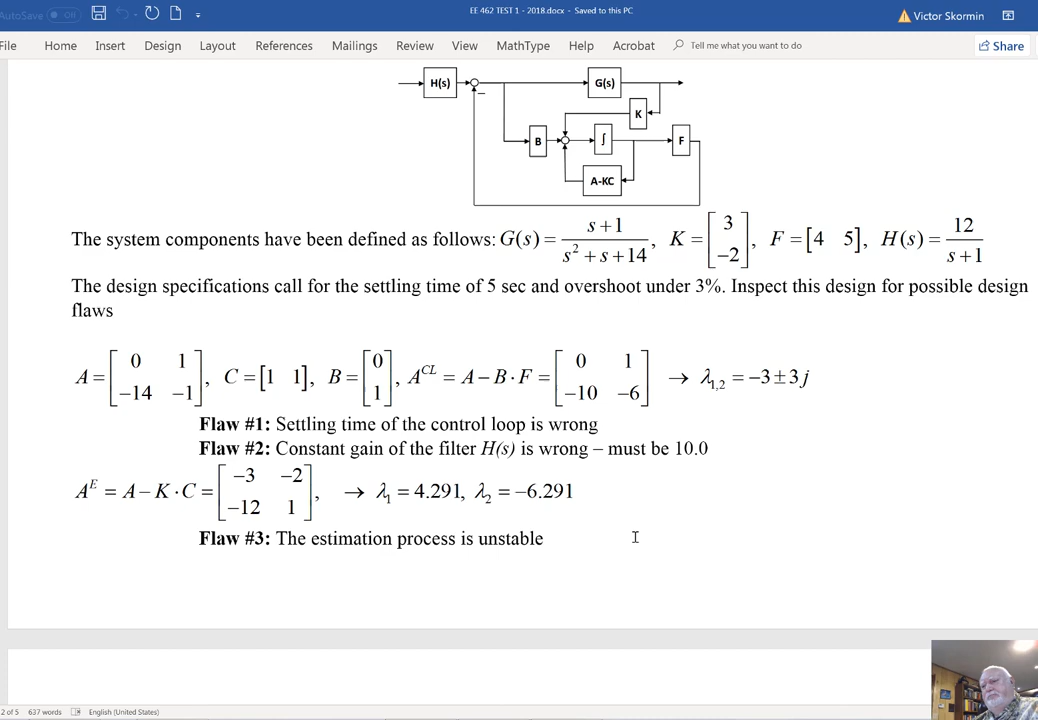 AutoSave Off EE 462 TEST 1 - 2018.docx - Saved to this PC Victor Skormin
File Home Insert Design Layout References Mailings Review View MathType Help Acrobat Tell me what you want to do Share
H(s) G(s)
−
K
B ∫ F
A-KC
The system components have been defined as follows: G(s) = (s+1)/(s² + s + 14), K = [3; −2], F = [4 5], H(s) = 12/(s+1)
The design specifications call for the settling time of 5 sec and overshoot under 3%. Inspect this design for possible design
flaws
A = [0 1; −14 −1], C = [1 1], B = [0; 1], A^CL = A − B · F = [0 1; −10 −6] → λ₁,₂ = −3 ± 3j
Flaw #1: Settling time of the control loop is wrong
Flaw #2: Constant gain of the filter H(s) is wrong – must be 10.0
A^E = A − K · C = [−3 −2; −12 1], → λ₁ = 4.291, λ₂ = −6.291
Flaw #3: The estimation process is unstable
2 of 5 637 words English (United States)